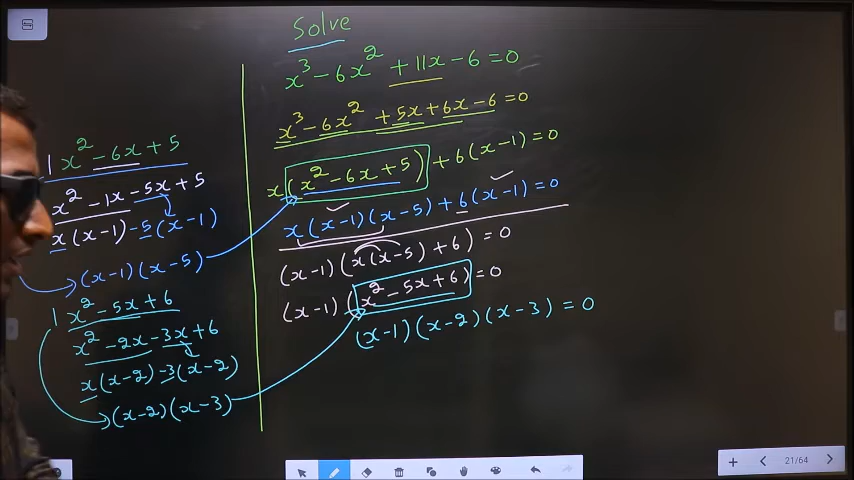 Solve
x³ - 6x² + 11x - 6 = 0
x³ - 6x² + 5x + 6x - 6 = 0
x(x² - 6x + 5) + 6(x - 1) = 0
x(x - 1)(x - 5) + 6(x - 1) = 0
(x - 1)(x(x - 5) + 6) = 0
(x - 1)(x² - 5x + 6) = 0
(x - 1)(x - 2)(x - 3) = 0
1x² - 6x + 5
x² - 1x - 5x + 5
x(x - 1) - 5(x - 1)
(x - 1)(x - 5)
1x² - 5x + 6
x² - 2x - 3x + 6
x(x - 2) - 3(x - 2)
(x - 2)(x - 3)
21/64